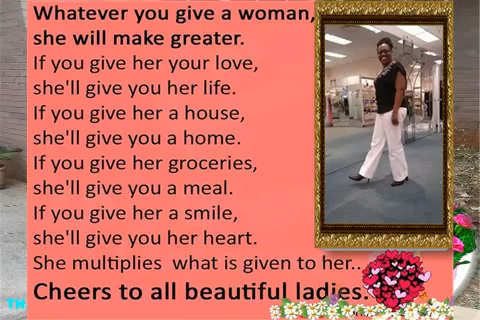 Whatever you give a woman,
she will make greater.
If you give her your love,
she'll give you her life.
If you give her a house,
she'll give you a home.
If you give her groceries,
she'll give you a meal.
If you give her a smile,
she'll give you her heart.
She multiplies what is given to her..
Cheers to all beautiful ladies.